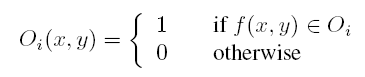 O_i(x, y) = { 1 if f(x, y) ∈ O_i
0 otherwise